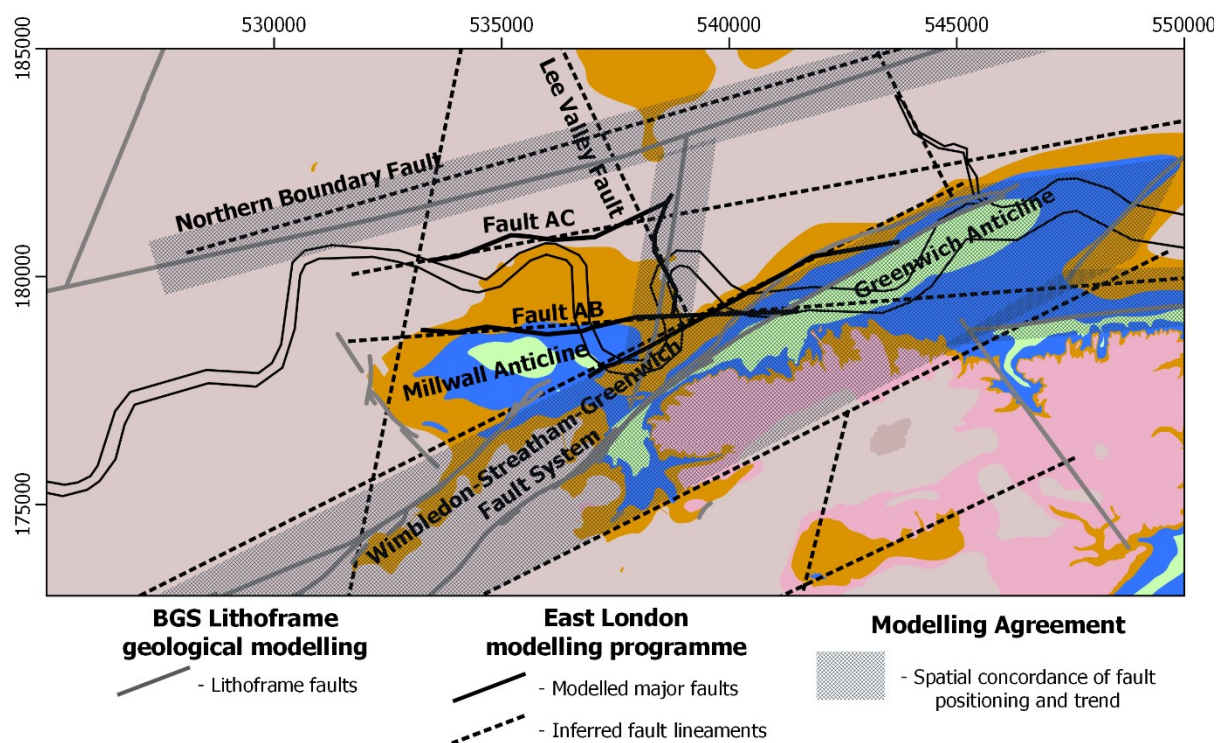 530000
535000
540000
545000
550000
185000
180000
175000
Lee Valley Fault
Northern Boundary Fault
Fault AC
Greenwich Anticline
Fault AB
Millwall Anticline
Wimbledon-Streatham-Greenwich
Fault System
BGS Lithoframe
geological modelling
- Lithoframe faults
East London
modelling programme
- Modelled major faults
- Inferred fault lineaments
Modelling Agreement
- Spatial concordance of fault
positioning and trend